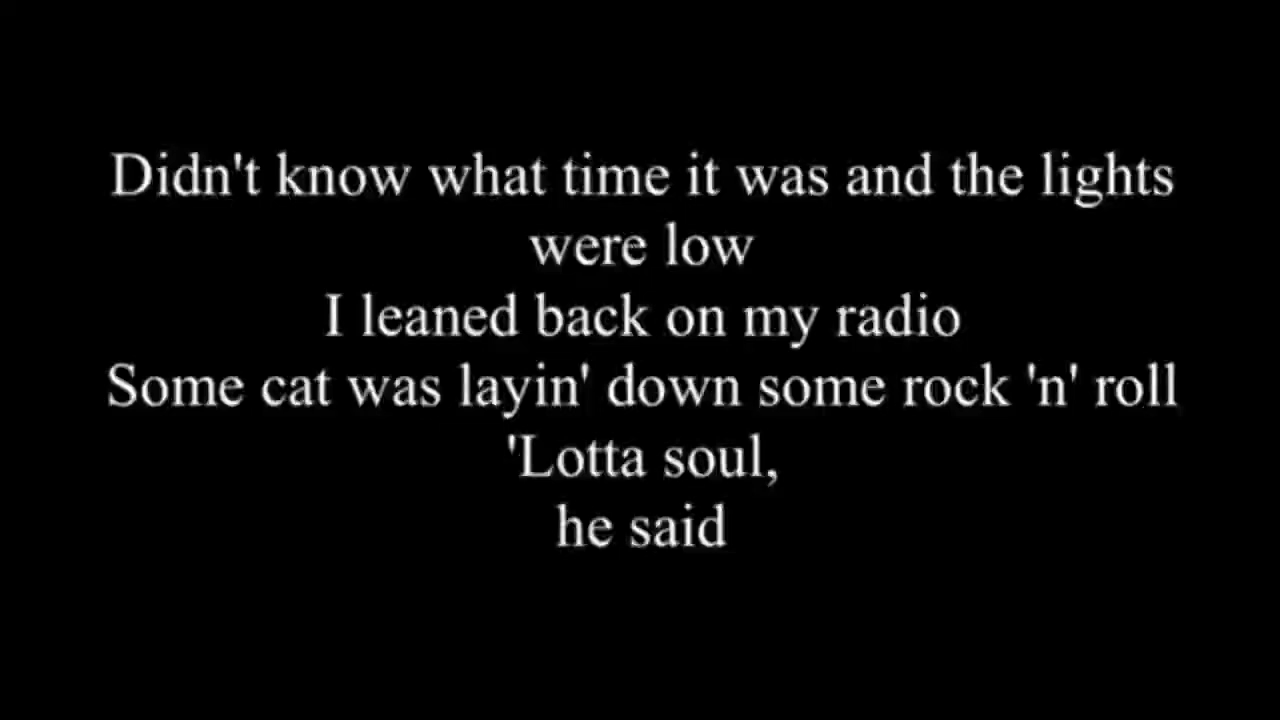 Didn't know what time it was and the lights
were low
I leaned back on my radio
Some cat was layin' down some rock 'n' roll
'Lotta soul,
he said